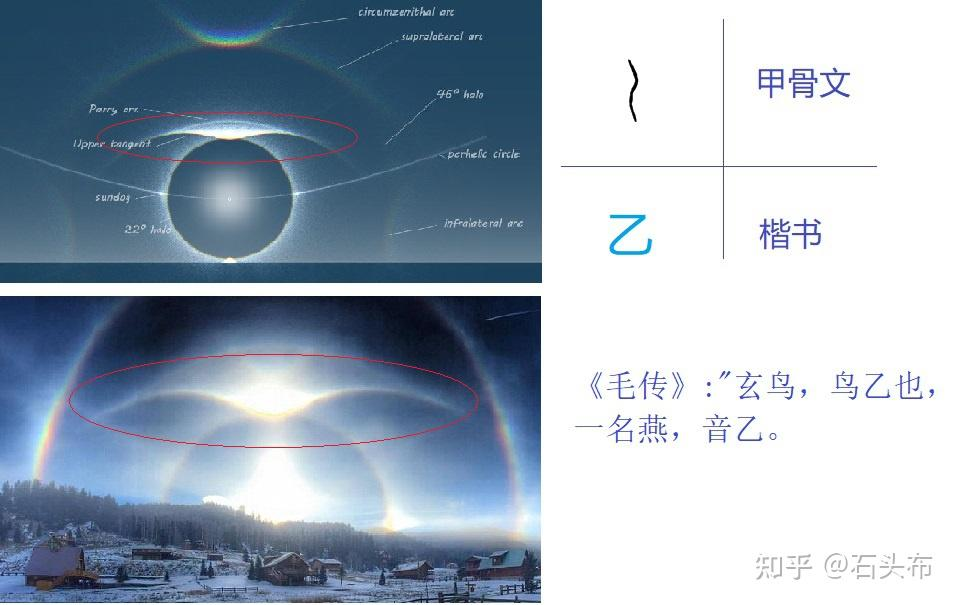 circumzenithal arc
supralateral arc
46° halo
Parry arc
Upper tangent
parhelic circle
sundog
22° halo
infralateral arc
甲骨文
乙
楷书
《毛传》:"玄鸟，鸟乙也，
一名燕，音乙。
知乎 @石头布